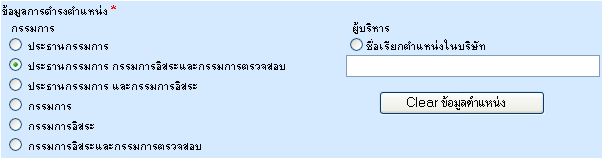 ข้อมูลการดำรงตำแหน่ง *
กรรมการ
ประธานกรรมการ
ประธานกรรมการ กรรมการอิสระและกรรมการตรวจสอบ
ประธานกรรมการ และกรรมการอิสระ
กรรมการ
กรรมการอิสระ
กรรมการอิสระและกรรมการตรวจสอบ
ผู้บริหาร
ชื่อเรียกตำแหน่งในบริษัท
Clear ข้อมูลตำแหน่ง